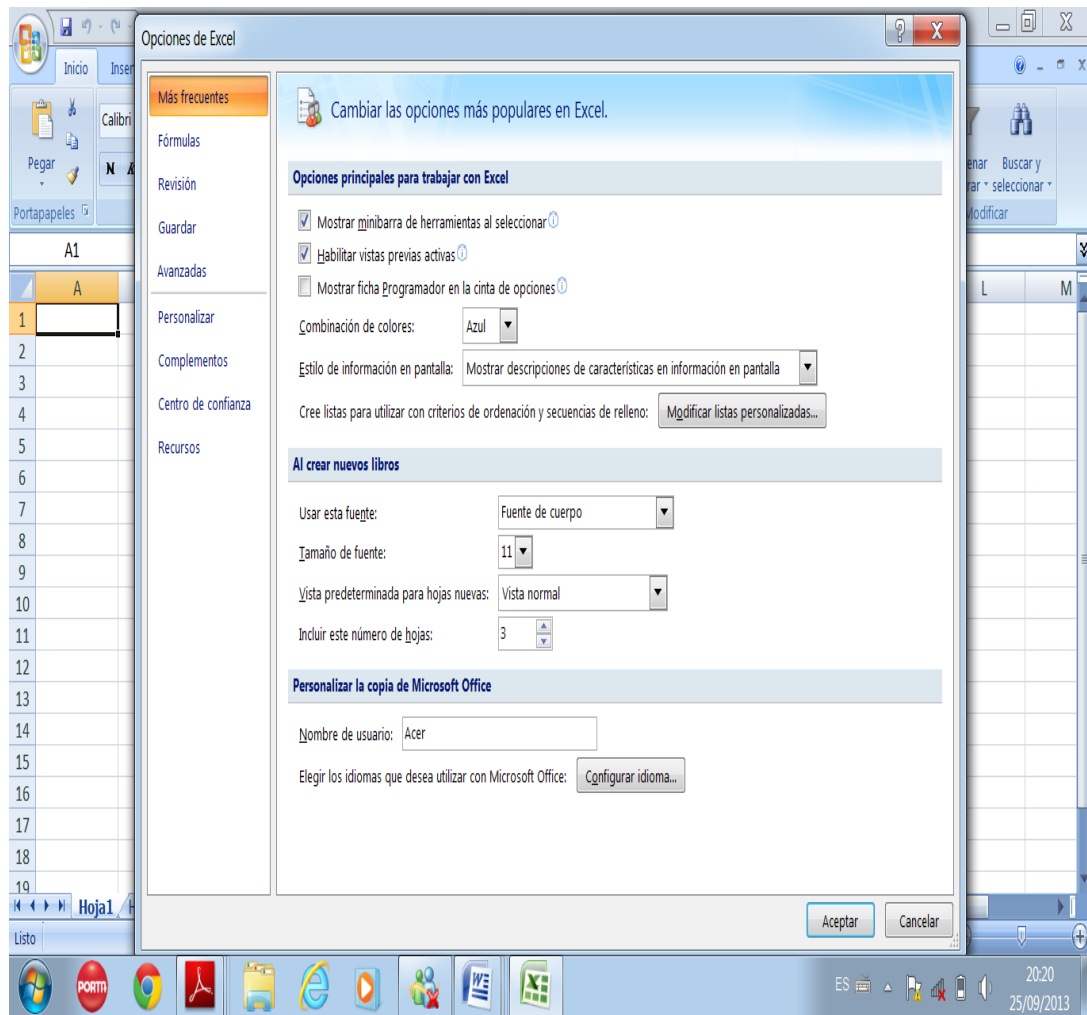 Opciones de Excel
Inicio
Inser
Pegar
Portapapeles
Calibri
N K
enar
rar
Buscar y
seleccionar
Modificar
A1
A
L
M
1
2
3
4
5
6
7
8
9
10
11
12
13
14
15
16
17
18
19
Más frecuentes
Fórmulas
Revisión
Guardar
Avanzadas
Personalizar
Complementos
Centro de confianza
Recursos
Cambiar las opciones más populares en Excel.
Opciones principales para trabajar con Excel
Mostrar minibarra de herramientas al seleccionar
Habilitar vistas previas activas
Mostrar ficha Programador en la cinta de opciones
Combinación de colores: Azul
Estilo de información en pantalla: Mostrar descripciones de características en información en pantalla
Cree listas para utilizar con criterios de ordenación y secuencias de relleno: Modificar listas personalizadas...
Al crear nuevos libros
Usar esta fuente: Fuente de cuerpo
Tamaño de fuente: 11
Vista predeterminada para hojas nuevas: Vista normal
Incluir este número de hojas: 3
Personalizar la copia de Microsoft Office
Nombre de usuario: Acer
Elegir los idiomas que desea utilizar con Microsoft Office: Configurar idioma...
Aceptar
Cancelar
Hoja1
Listo
PORTA
ES
20:20
25/09/2013